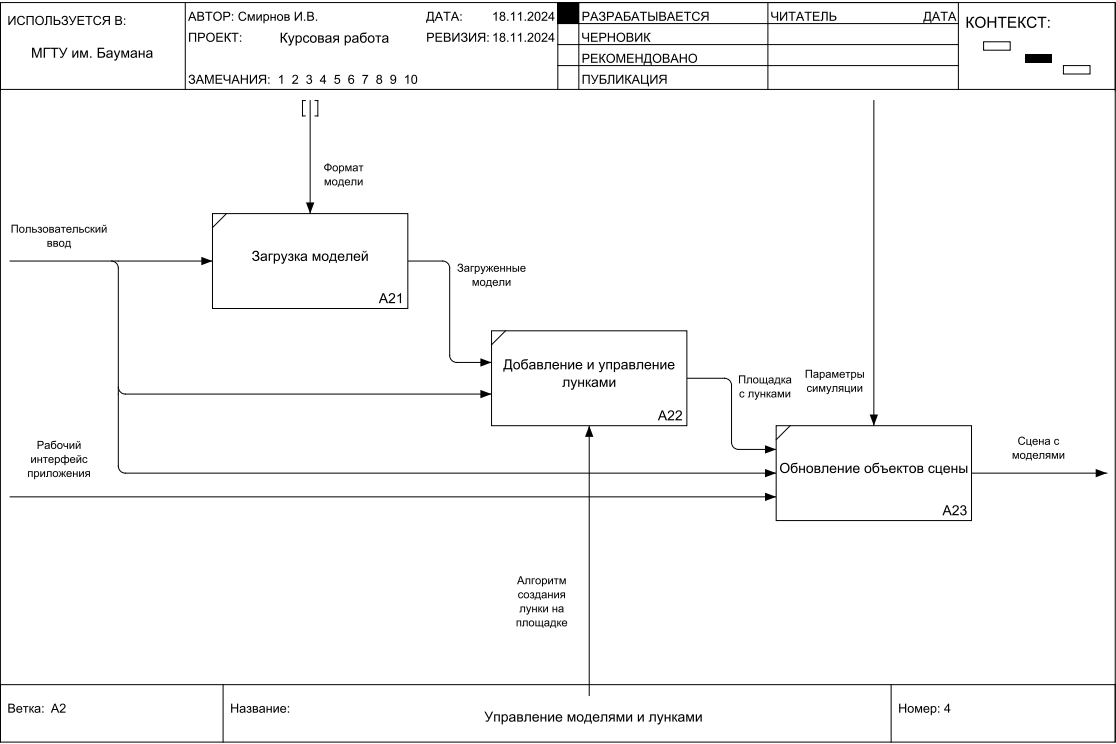 ИСПОЛЬЗУЕТСЯ В:
МГТУ им. Баумана
АВТОР: Смирнов И.В.
ДАТА: 18.11.2024
ПРОЕКТ: Курсовая работа
РЕВИЗИЯ: 18.11.2024
ЗАМЕЧАНИЯ: 1 2 3 4 5 6 7 8 9 10
РАЗРАБАТЫВАЕТСЯ
ЧЕРНОВИК
РЕКОМЕНДОВАНО
ПУБЛИКАЦИЯ
ЧИТАТЕЛЬ
ДАТА
КОНТЕКСТ:
Формат
модели
Пользовательский
ввод
Загрузка моделей
A21
Загруженные
модели
Добавление и управление
лунками
A22
Площадка
с лунками
Параметры
симуляции
Рабочий
интерфейс
приложения
Обновление объектов сцены
A23
Сцена с
моделями
Алгоритм
создания
лунки на
площадке
Ветка: A2
Название:
Управление моделями и лунками
Номер: 4